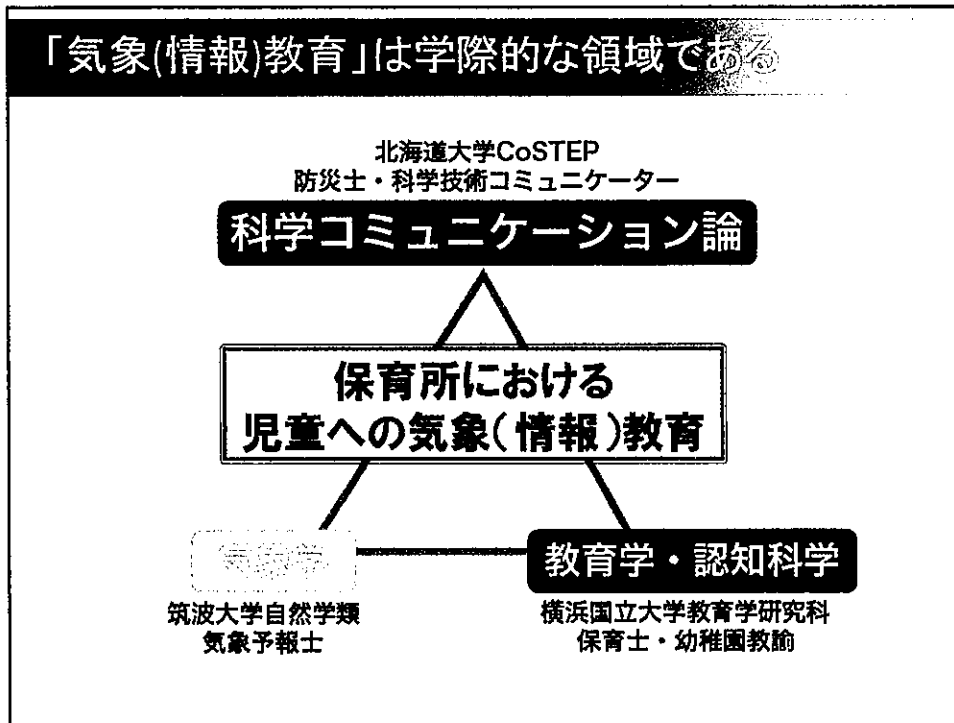 「気象(情報)教育」は学際的な領域である
北海道大学CoSTEP
防災士・科学技術コミュニケーター
科学コミュニケーション論
保育所における
児童への気象(情報)教育
気象学
教育学・認知科学
筑波大学自然学類
気象予報士
横浜国立大学教育学研究科
保育士・幼稚園教諭